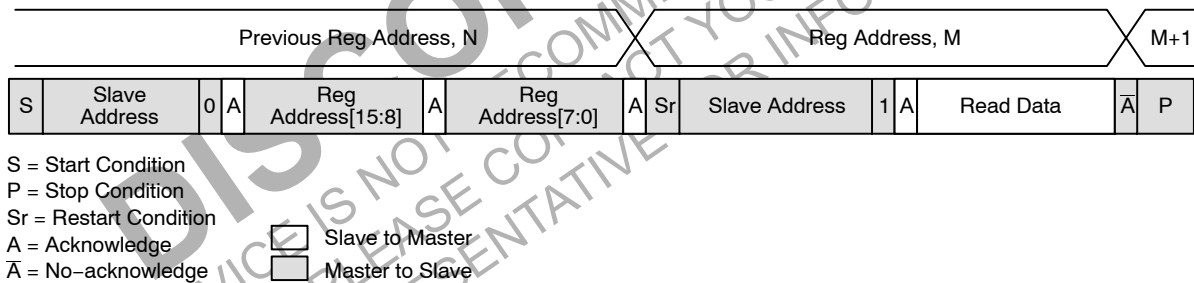 Previous Reg Address, N Reg Address, M M+1
S Slave Address 0 A Reg Address[15:8] A Reg Address[7:0] A Sr Slave Address 1 A Read Data A̅ P
S = Start Condition
P = Stop Condition
Sr = Restart Condition
A = Acknowledge
A̅ = No−acknowledge
Slave to Master
Master to Slave